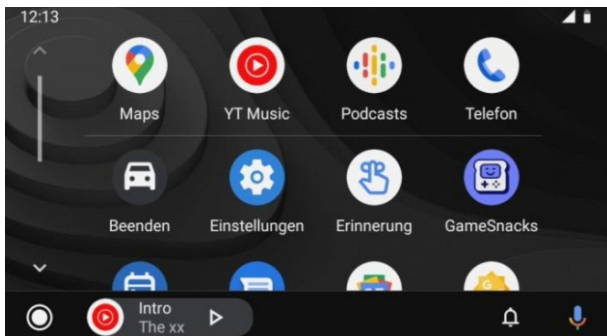 12:13
Maps
YT Music
Podcasts
Telefon
Beenden
Einstellungen
Erinnerung
GameSnacks
Intro
The xx